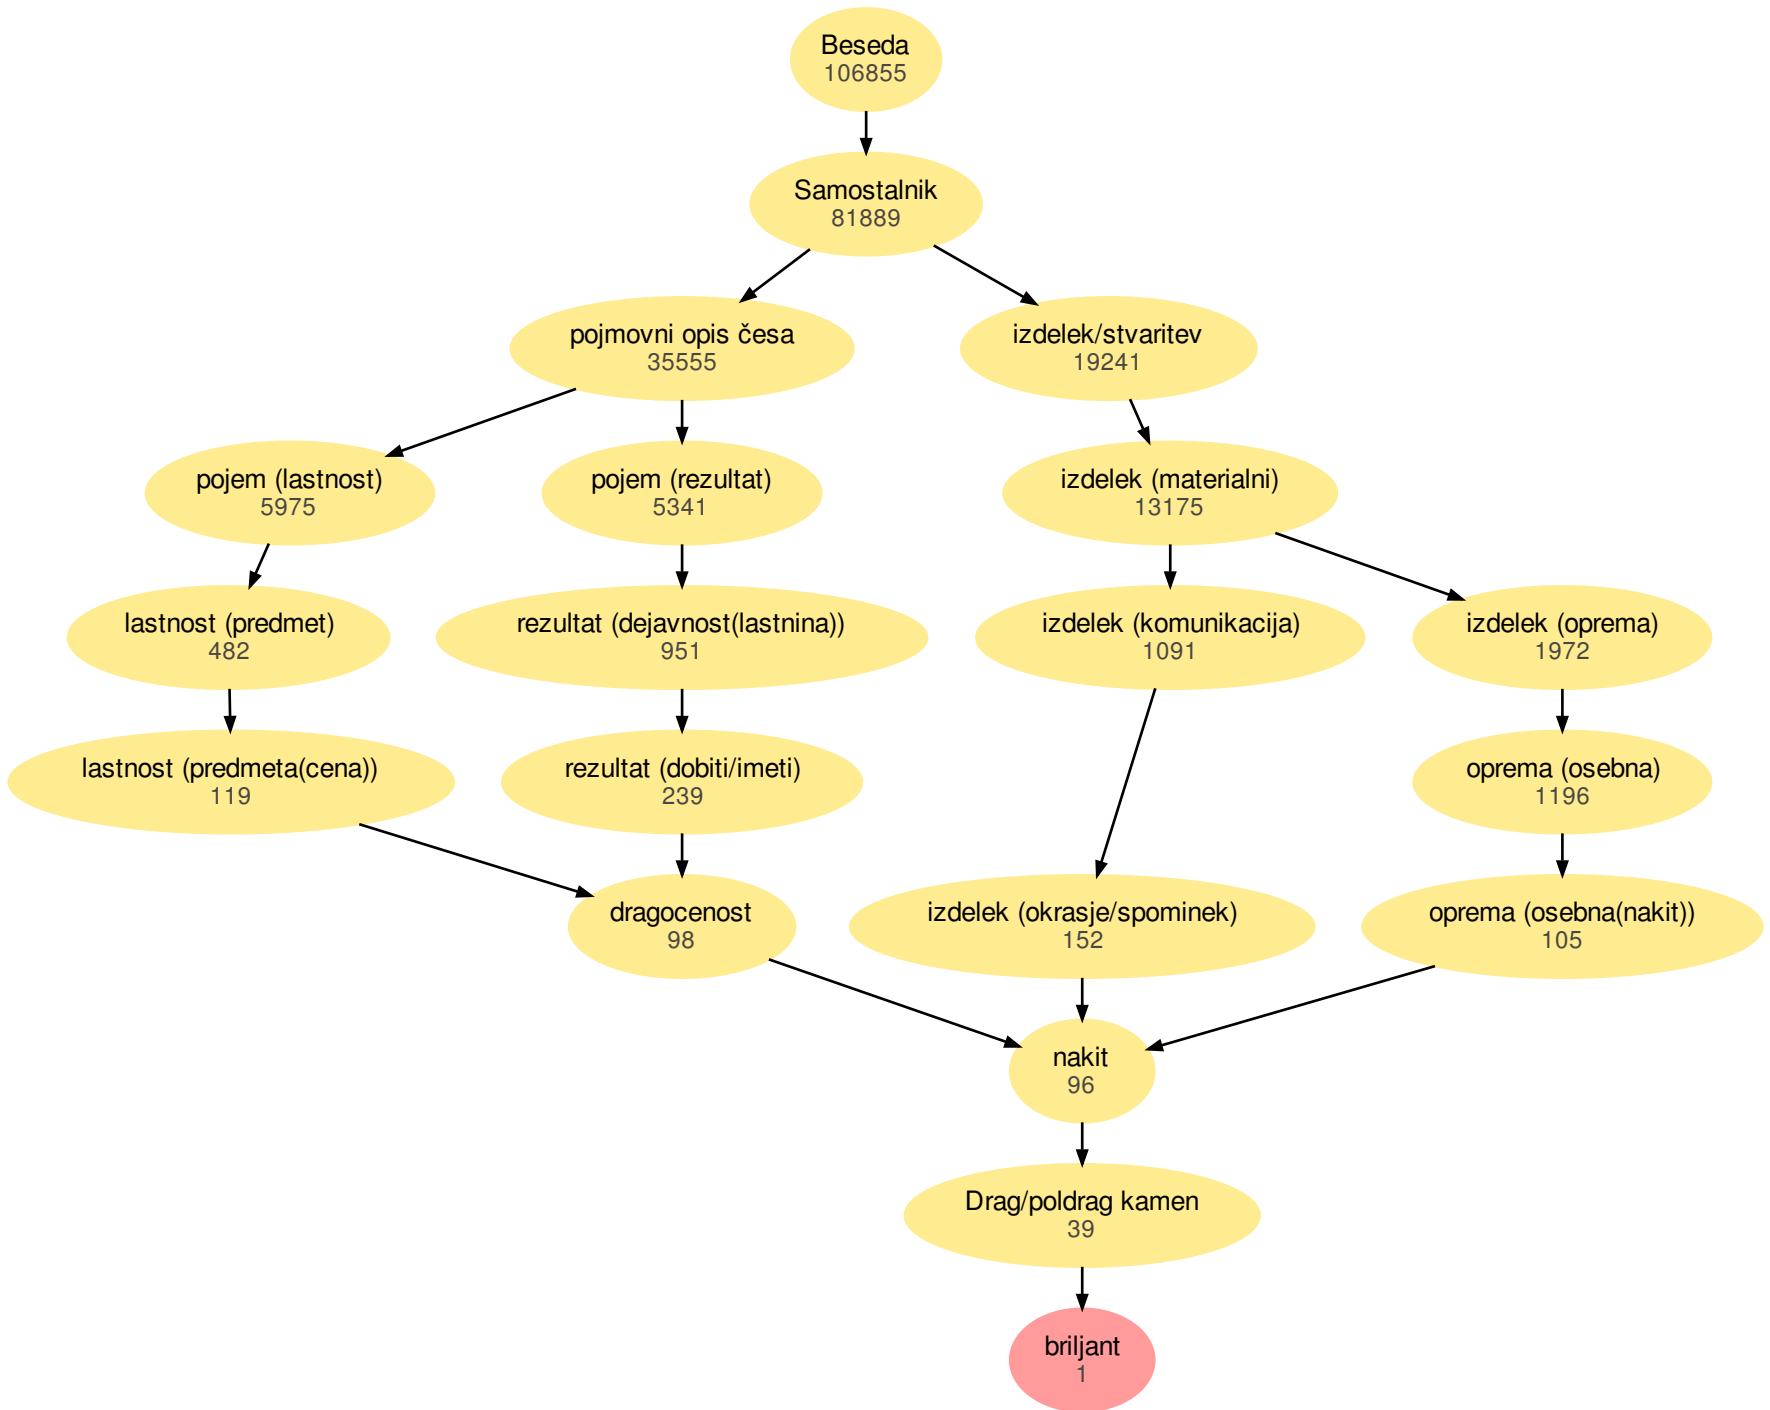 Beseda
106855
Samostalnik
81889
pojmovni opis česa
35555
izdelek/stvaritev
19241
pojem (lastnost)
5975
pojem (rezultat)
5341
izdelek (materialni)
13175
lastnost (predmet)
482
rezultat (dejavnost(lastnina))
951
izdelek (komunikacija)
1091
izdelek (oprema)
1972
lastnost (predmeta(cena))
119
rezultat (dobiti/imeti)
239
oprema (osebna)
1196
dragocenost
98
izdelek (okrasje/spominek)
152
oprema (osebna(nakit))
105
nakit
96
Drag/poldrag kamen
39
briljant
1